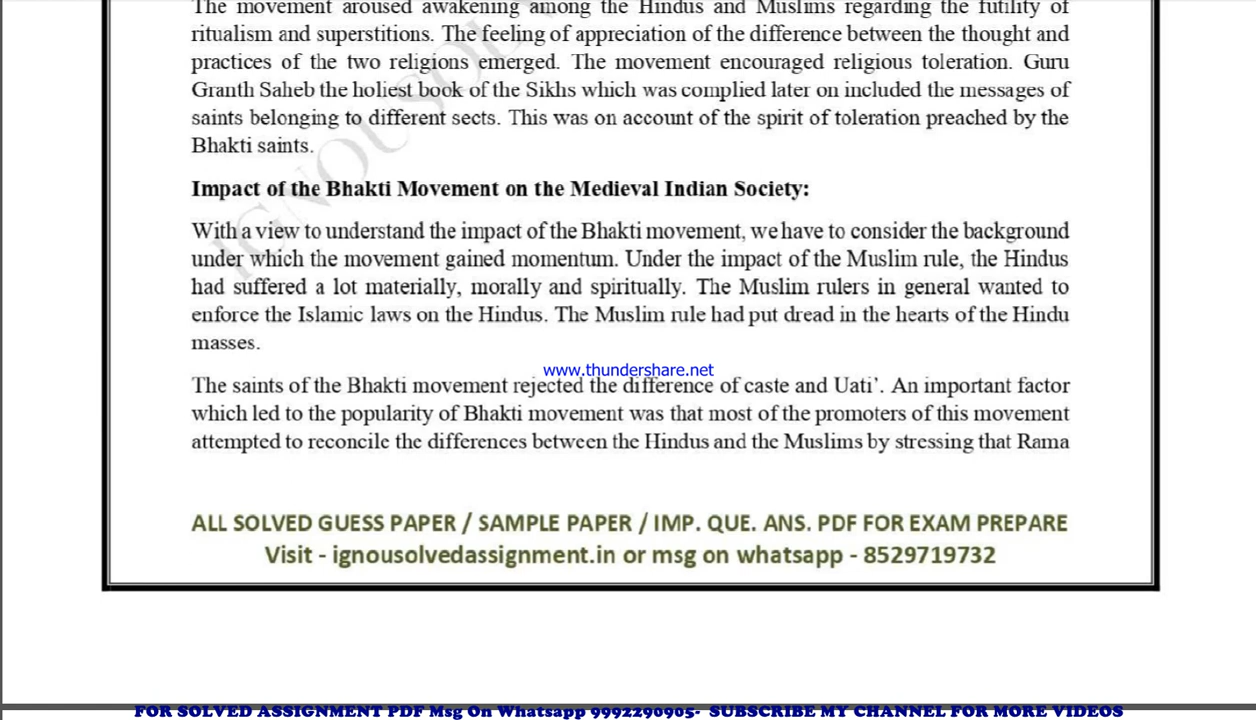 The movement aroused awakening among the Hindus and Muslims regarding the futility of
ritualism and superstitions. The feeling of appreciation of the difference between the thought and
practices of the two religions emerged. The movement encouraged religious toleration. Guru
Granth Saheb the holiest book of the Sikhs which was complied later on included the messages of
saints belonging to different sects. This was on account of the spirit of toleration preached by the
Bhakti saints.
Impact of the Bhakti Movement on the Medieval Indian Society:
With a view to understand the impact of the Bhakti movement, we have to consider the background
under which the movement gained momentum. Under the impact of the Muslim rule, the Hindus
had suffered a lot materially, morally and spiritually. The Muslim rulers in general wanted to
enforce the Islamic laws on the Hindus. The Muslim rule had put dread in the hearts of the Hindu
masses.
www.thundershare.net
The saints of the Bhakti movement rejected the difference of caste and Uati’. An important factor
which led to the popularity of Bhakti movement was that most of the promoters of this movement
attempted to reconcile the differences between the Hindus and the Muslims by stressing that Rama
ALL SOLVED GUESS PAPER / SAMPLE PAPER / IMP. QUE. ANS. PDF FOR EXAM PREPARE
Visit - ignousolvedassignment.in or msg on whatsapp - 8529719732
FOR SOLVED ASSIGNMENT PDF Msg On Whatsapp 9992290905- SUBSCRIBE MY CHANNEL FOR MORE VIDEOS